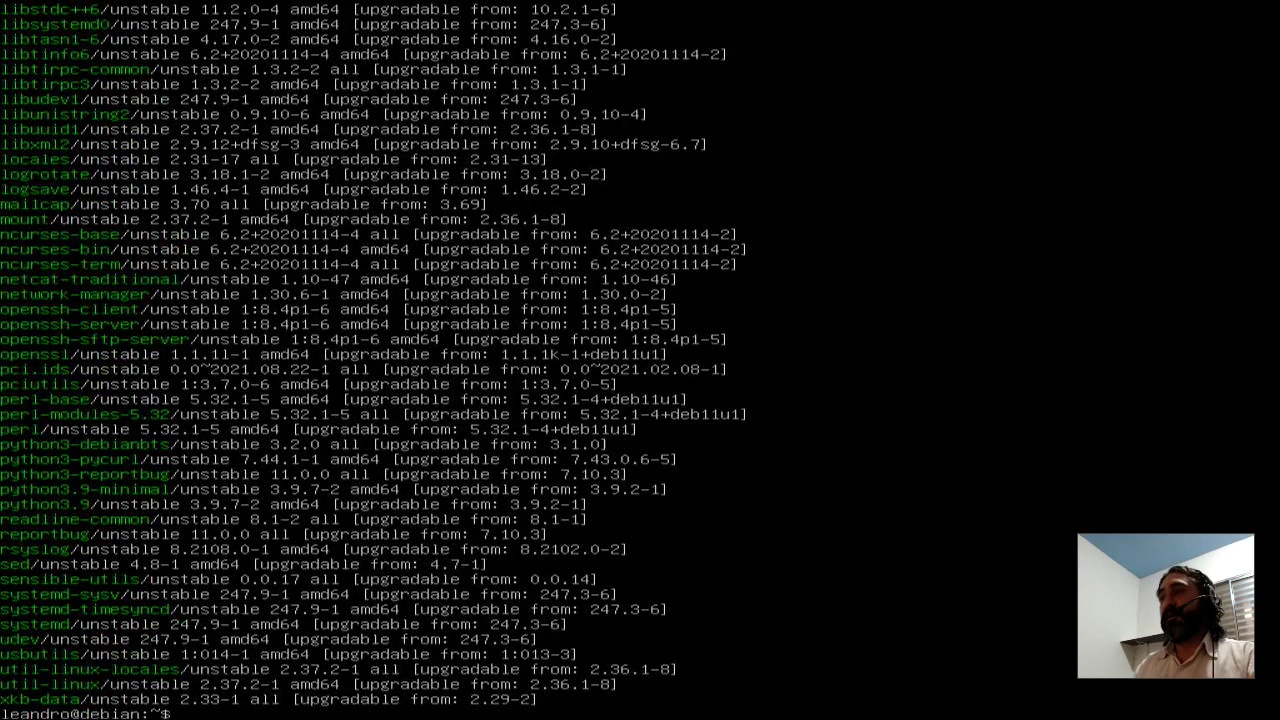 libstdc++6/unstable 11.2.0-4 amd64 [upgradable from: 10.2.1-6]
libsystemd0/unstable 247.9-1 amd64 [upgradable from: 247.3-6]
libtasn1-6/unstable 4.17.0-2 amd64 [upgradable from: 4.16.0-2]
libtinfo6/unstable 6.2+20201114-4 amd64 [upgradable from: 6.2+20201114-2]
libtirpc-common/unstable 1.3.2-2 all [upgradable from: 1.3.1-1]
libtirpc3/unstable 1.3.2-2 amd64 [upgradable from: 1.3.1-1]
libudev1/unstable 247.9-1 amd64 [upgradable from: 247.3-6]
libunistring2/unstable 0.9.10-6 amd64 [upgradable from: 0.9.10-4]
libuuid1/unstable 2.37.2-1 amd64 [upgradable from: 2.36.1-8]
libxml2/unstable 2.9.12+dfsg-3 amd64 [upgradable from: 2.9.10+dfsg-6.7]
locales/unstable 2.31-17 all [upgradable from: 2.31-13]
logrotate/unstable 3.18.1-2 amd64 [upgradable from: 3.18.0-2]
logsave/unstable 1.46.4-1 amd64 [upgradable from: 1.46.2-2]
mailcap/unstable 3.70 all [upgradable from: 3.69]
mount/unstable 2.37.2-1 amd64 [upgradable from: 2.36.1-8]
ncurses-base/unstable 6.2+20201114-4 all [upgradable from: 6.2+20201114-2]
ncurses-bin/unstable 6.2+20201114-4 amd64 [upgradable from: 6.2+20201114-2]
ncurses-term/unstable 6.2+20201114-4 all [upgradable from: 6.2+20201114-2]
netcat-traditional/unstable 1.10-47 amd64 [upgradable from: 1.10-46]
network-manager/unstable 1.30.6-1 amd64 [upgradable from: 1.30.0-2]
openssh-client/unstable 1:8.4p1-6 amd64 [upgradable from: 1:8.4p1-5]
openssh-server/unstable 1:8.4p1-6 amd64 [upgradable from: 1:8.4p1-5]
openssh-sftp-server/unstable 1:8.4p1-6 amd64 [upgradable from: 1:8.4p1-5]
openssl/unstable 1.1.1l-1 amd64 [upgradable from: 1.1.1k-1+deb11u1]
pci.ids/unstable 0.0~2021.08.22-1 all [upgradable from: 0.0~2021.02.08-1]
pciutils/unstable 1:3.7.0-6 amd64 [upgradable from: 1:3.7.0-5]
perl-base/unstable 5.32.1-5 amd64 [upgradable from: 5.32.1-4+deb11u1]
perl-modules-5.32/unstable 5.32.1-5 all [upgradable from: 5.32.1-4+deb11u1]
perl/unstable 5.32.1-5 amd64 [upgradable from: 5.32.1-4+deb11u1]
python3-debianbts/unstable 3.2.0 all [upgradable from: 3.1.0]
python3-pycurl/unstable 7.44.1-1 amd64 [upgradable from: 7.43.0.6-5]
python3-reportbug/unstable 11.0.0 all [upgradable from: 7.10.3]
python3.9-minimal/unstable 3.9.7-2 amd64 [upgradable from: 3.9.2-1]
python3.9/unstable 3.9.7-2 amd64 [upgradable from: 3.9.2-1]
readline-common/unstable 8.1-2 all [upgradable from: 8.1-1]
reportbug/unstable 11.0.0 all [upgradable from: 7.10.3]
rsyslog/unstable 8.2108.0-1 amd64 [upgradable from: 8.2102.0-2]
sed/unstable 4.8-1 amd64 [upgradable from: 4.7-1]
sensible-utils/unstable 0.0.17 all [upgradable from: 0.0.14]
systemd-sysv/unstable 247.9-1 amd64 [upgradable from: 247.3-6]
systemd-timesyncd/unstable 247.9-1 amd64 [upgradable from: 247.3-6]
systemd/unstable 247.9-1 amd64 [upgradable from: 247.3-6]
udev/unstable 247.9-1 amd64 [upgradable from: 247.3-6]
usbutils/unstable 1:014-1 amd64 [upgradable from: 1:013-3]
util-linux-locales/unstable 2.37.2-1 all [upgradable from: 2.36.1-8]
util-linux/unstable 2.37.2-1 amd64 [upgradable from: 2.36.1-8]
xkb-data/unstable 2.33-1 all [upgradable from: 2.29-2]
leandro@debian:~$